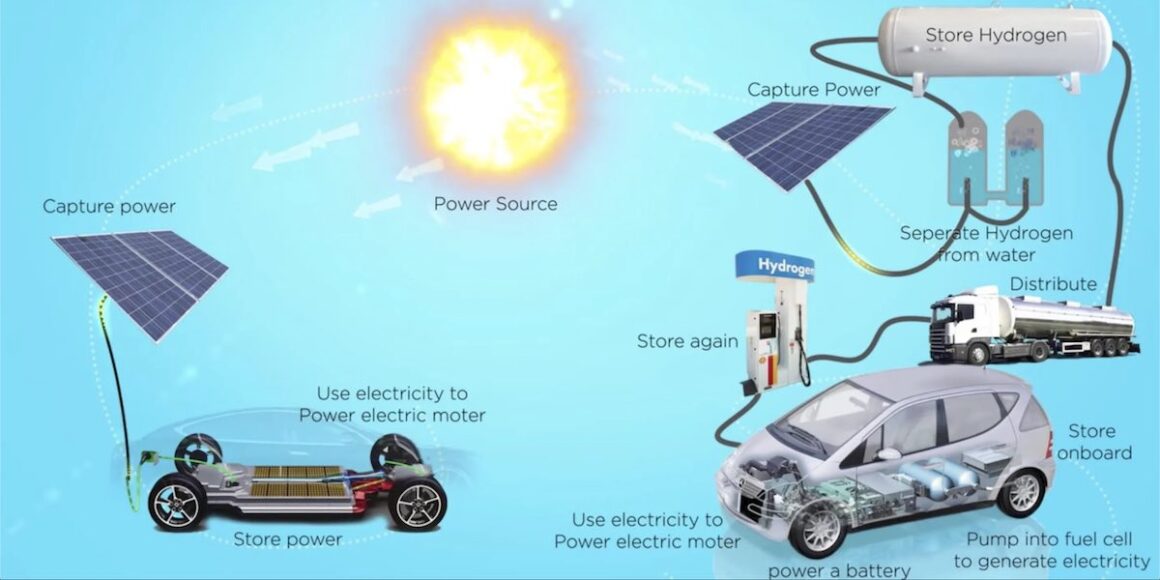 Power Source
Capture power
Use electricity to
Power electric moter
Store power
Capture Power
Store Hydrogen
Seperate Hydrogen
from water
Distribute
Hydrogen
Store again
Store
onboard
Pump into fuel cell
to generate electricity
power a battery
Use electricity to
Power electric moter